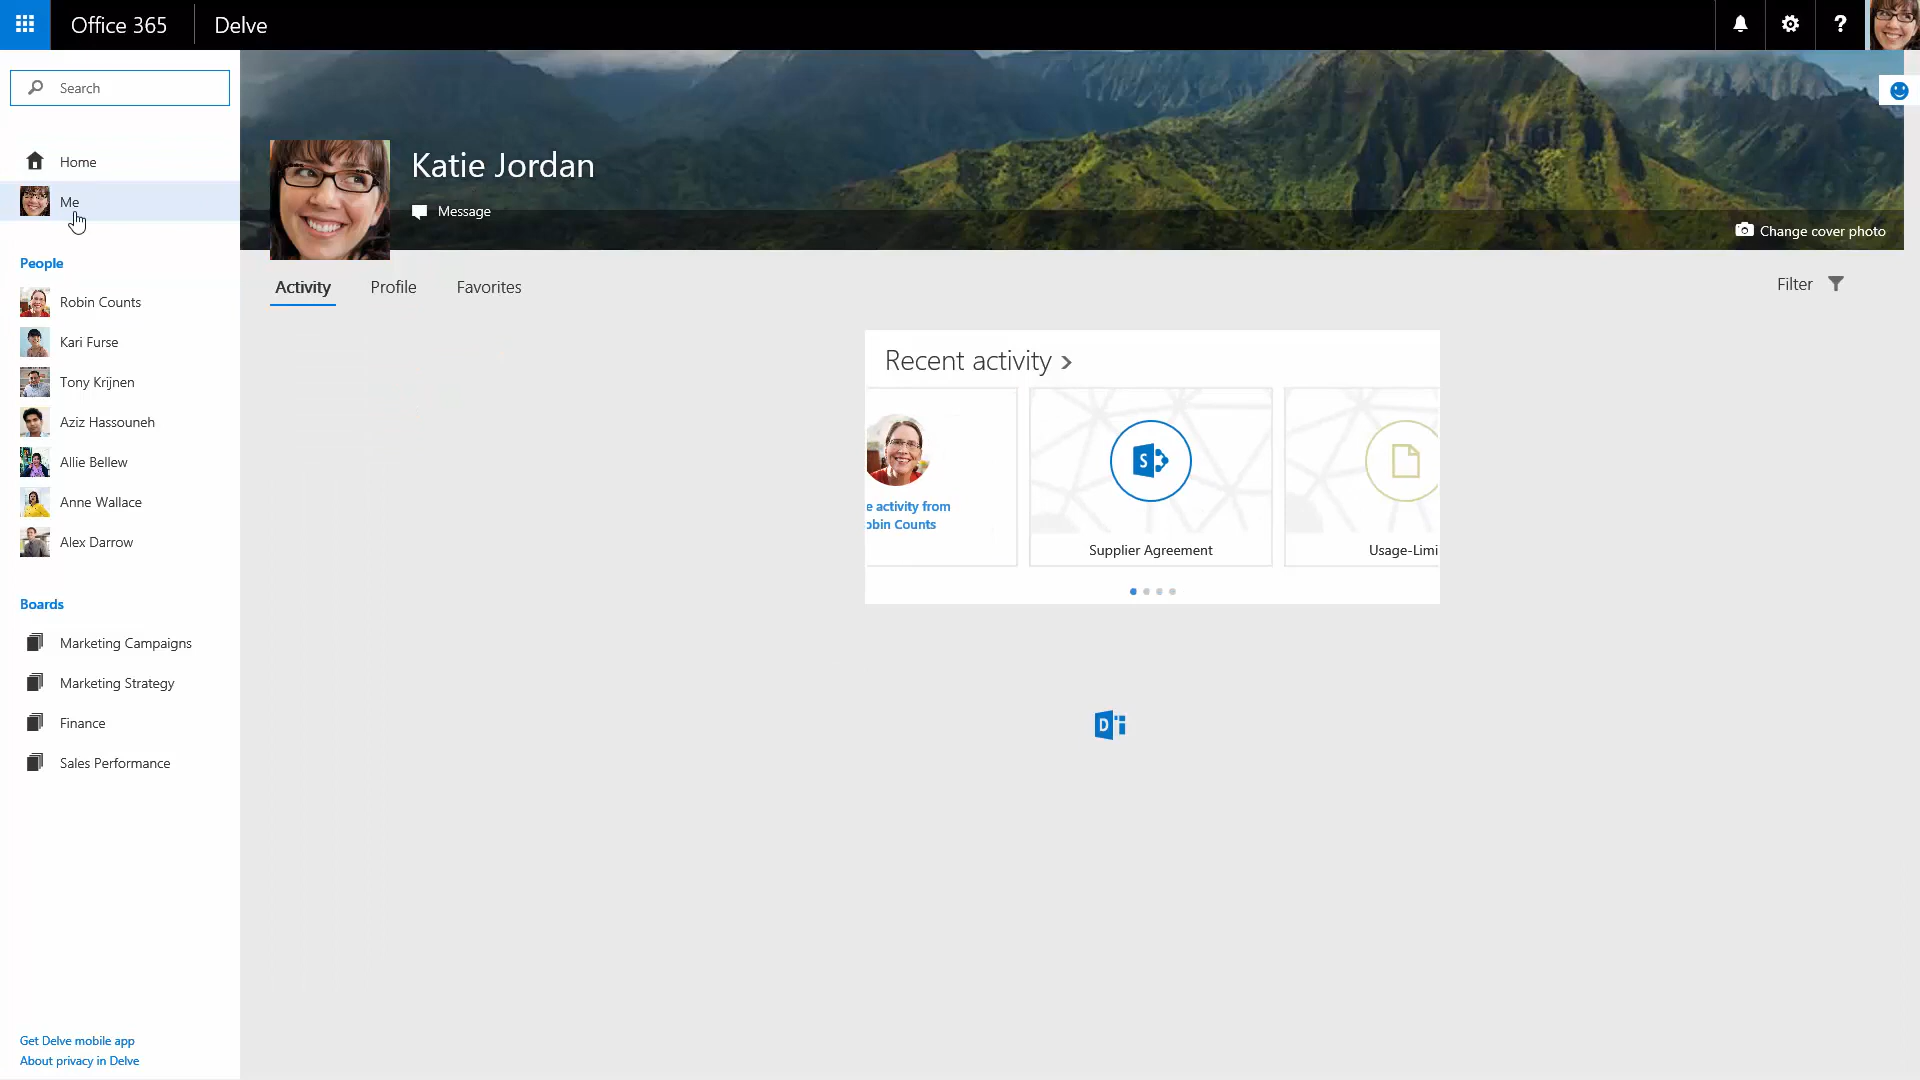 Office 365
Delve
?
Search
Home
Me
People
Robin Counts
Kari Furse
Tony Krijnen
Aziz Hassouneh
Allie Bellew
Anne Wallace
Alex Darrow
Boards
Marketing Campaigns
Marketing Strategy
Finance
Sales Performance
Get Delve mobile app
About privacy in Delve
Katie Jordan
Message
Change cover photo
Activity
Profile
Favorites
Filter
Recent activity >
e activity from
obin Counts
S
Supplier Agreement
Usage-Limi
D